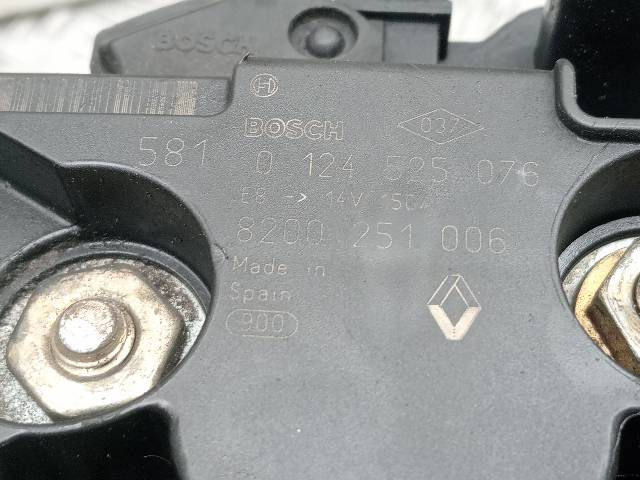 BOSCH
H
BOSCH
037
581 0 124 525 076
E8 -> 14V 150A
8200 251 006
Made in
Spain
900